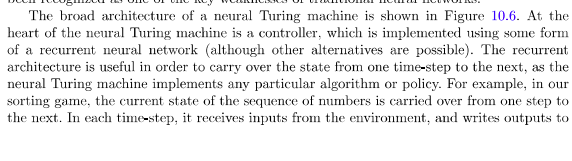 been recognized as one of the key weaknesses of traditional neural networks.
The broad architecture of a neural Turing machine is shown in Figure 10.6. At the
heart of the neural Turing machine is a controller, which is implemented using some form
of a recurrent neural network (although other alternatives are possible). The recurrent
architecture is useful in order to carry over the state from one time-step to the next, as the
neural Turing machine implements any particular algorithm or policy. For example, in our
sorting game, the current state of the sequence of numbers is carried over from one step to
the next. In each time-step, it receives inputs from the environment, and writes outputs to